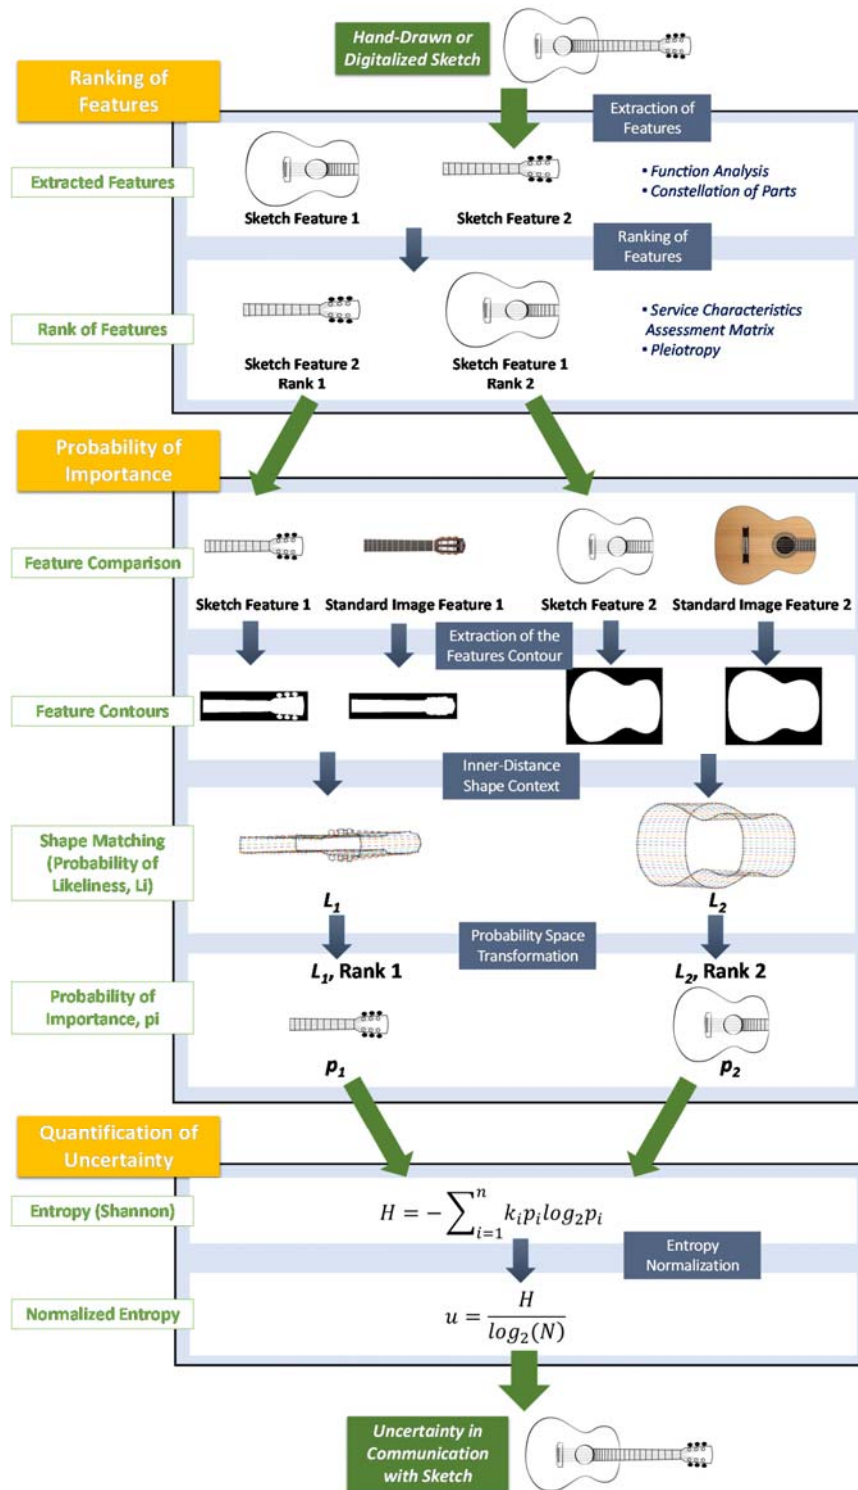 Hand-Drawn or
Digitalized Sketch
Ranking of
Features
Extraction of
Features
Extracted Features
• Function Analysis
• Constellation of Parts
Sketch Feature 1
Sketch Feature 2
Ranking of
Features
Rank of Features
• Service Characteristics
Assessment Matrix
• Pleiotropy
Sketch Feature 2
Rank 1
Sketch Feature 1
Rank 2
Probability of
Importance
Feature Comparison
Sketch Feature 1
Standard Image Feature 1
Sketch Feature 2
Standard Image Feature 2
Extraction of the
Features Contour
Feature Contours
Inner-Distance
Shape Context
Shape Matching
(Probability of
Likeliness, Li)
L₁
L₂
Probability Space
Transformation
L₁, Rank 1
L₂, Rank 2
Probability of
Importance, pi
p₁
p₂
Quantification of
Uncertainty
Entropy (Shannon)
H = −∑ⁿᵢ₌₁ kᵢpᵢlog₂pᵢ
Entropy
Normalization
Normalized Entropy
u = H / log₂(N)
Uncertainty in
Communication
with Sketch